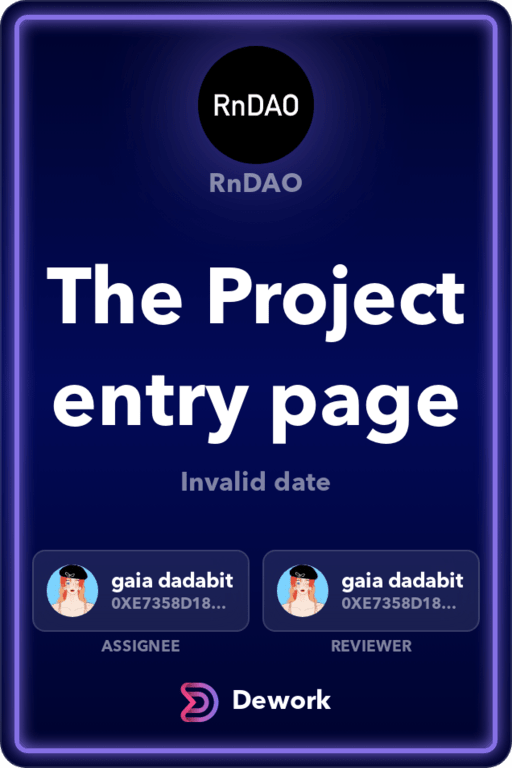 RnDAO
RnDAO
The Project
entry page
Invalid date
gaia dadabit
0XE7358D18...
gaia dadabit
0XE7358D18...
ASSIGNEE
REVIEWER
Dework